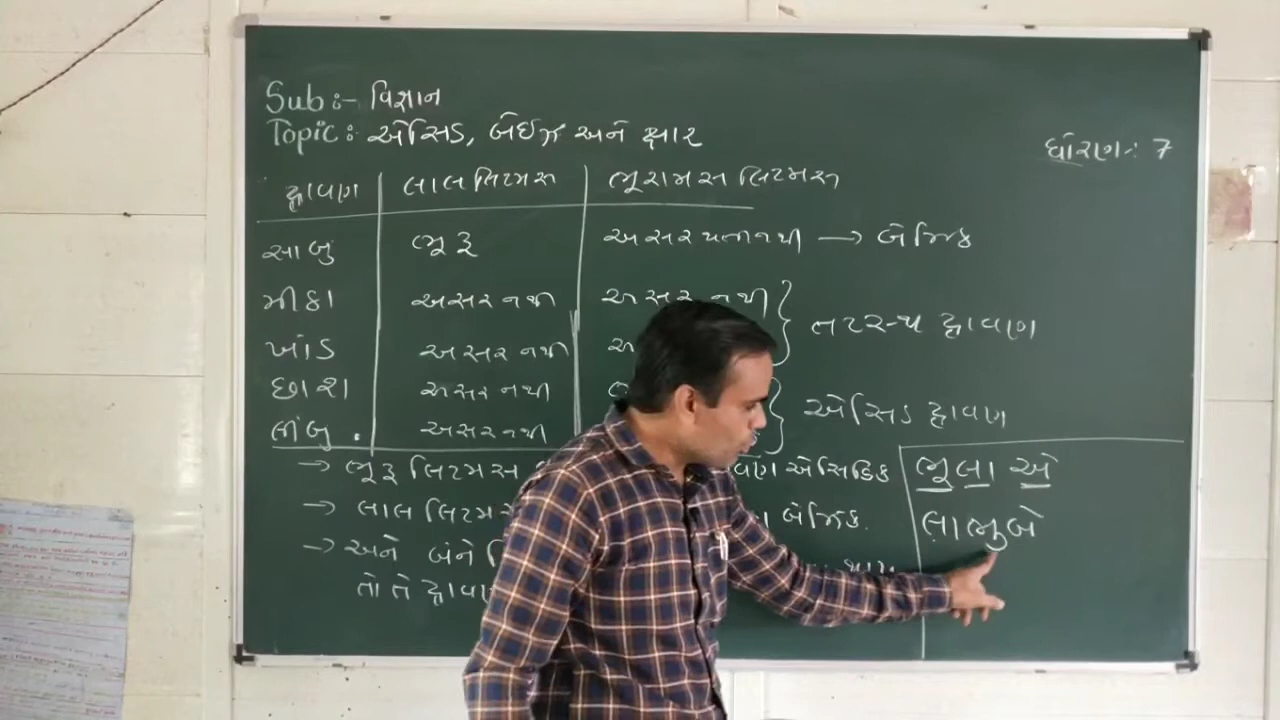 Sub:- વિજ્ઞાન
Topic: એસિડ, બેઈઝ અને ક્ષાર
ધોરણ: 7
દ્રાવણ લાલ લિટમસ ભૂરા લિટમસ
સાબુ ભૂરૂ અસર થતી નથી → બેઝિક
મીઠા અસર નથી અસર નથી
ખાંડ અસર નથી
તટસ્થ દ્રાવણ
છાશ અસર નથી
લીંબુ અસર નથી
એસિડ દ્રાવણ
→ ભૂરૂ લિટમસ એસિડિક
→ લાલ લિટમસ બેઝિક.
→ અને બંને
તો તે
ભૂલા એ
લાભુબે